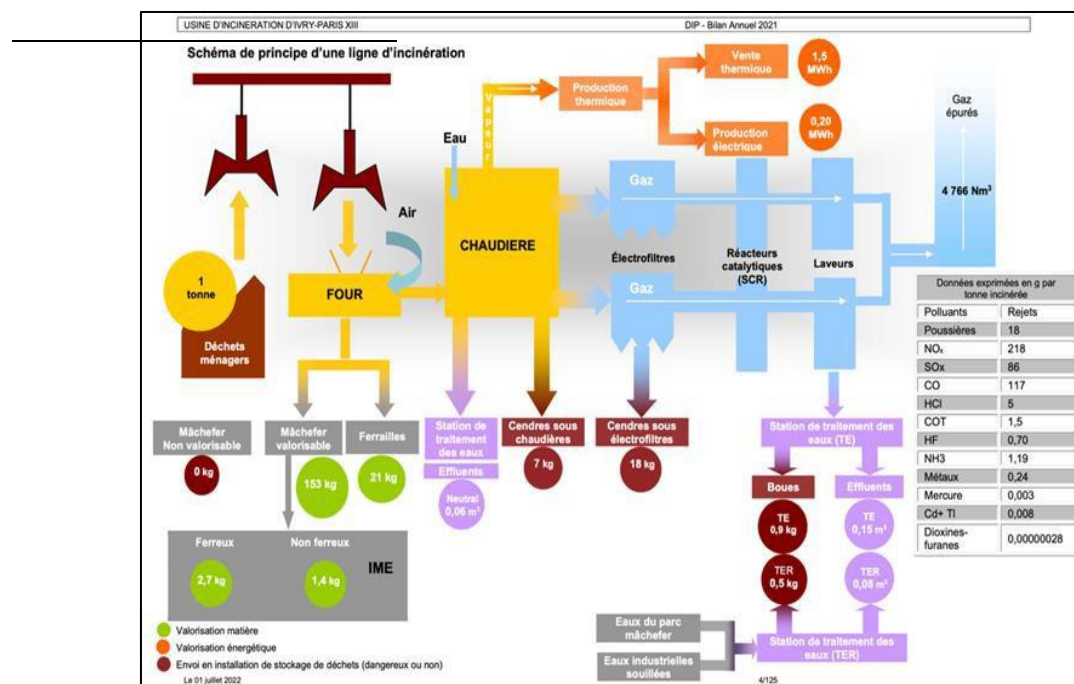 USINE D'INCINERATION D'IVRY-PARIS XIII
DIP - Bilan Annuel 2021
Schéma de principe d'une ligne d'incinération
Vente
thermique
1,5
MWh
Production
thermique
Vapeur
Production
électrique
0,20
MWh
Gaz
épurés
4 766 Nm³
Eau
Air
CHAUDIERE
Gaz
Électrofiltres
Réacteurs
catalytiques
(SCR)
Laveurs
Gaz
1
tonne
Déchets
ménagers
FOUR
Données exprimées en g par
tonne incinérée
Polluants Rejets
Poussières 18
NOₓ 218
SOx 86
CO 117
HCl 5
COT 1,5
HF 0,70
NH3 1,19
Métaux 0,24
Mercure 0,003
Cd+ Tl 0,008
Dioxines-
furanes
0,00000028
Mâchefer
Non valorisable
0 kg
Mâchefer
valorisable
153 kg
Ferrailles
21 kg
Station de
traitement
des eaux
Effluents
Neutral
0,06 m³
Cendres sous
chaudières
7 kg
Cendres sous
électrofiltres
18 kg
Station de traitement des
eaux (TE)
Boues
Effluents
TE
0,9 kg
TE
0,15 m³
TER
0,5 kg
TER
0,08 m³
Ferreux
Non ferreux
IME
2,7 kg
1,4 kg
Eaux du parc
mâchefer
Eaux industrielles
souillées
Station de traitement des
eaux (TER)
Valorisation matière
Valorisation énergétique
Envoi en installation de stockage de déchets (dangereux ou non)
Le 01 juillet 2022
4/125